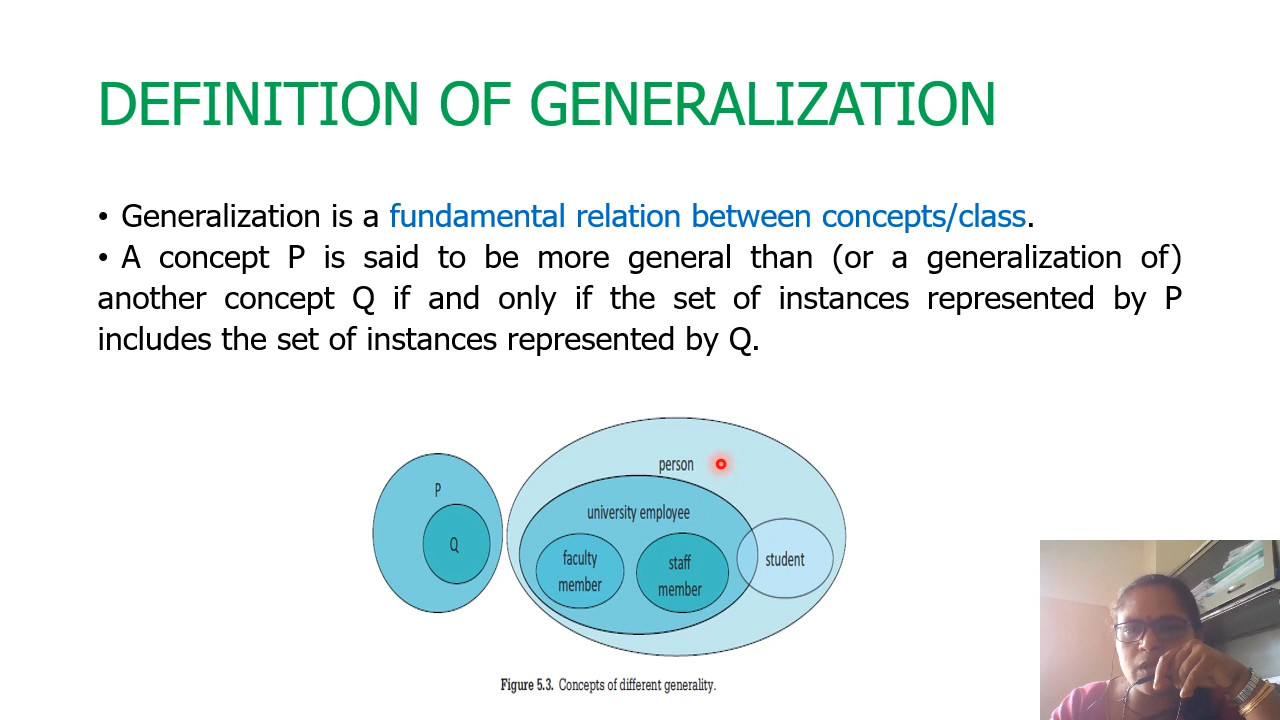 DEFINITION OF GENERALIZATION
• Generalization is a fundamental relation between concepts/class.
• A concept P is said to be more general than (or a generalization of)
another concept Q if and only if the set of instances represented by P
includes the set of instances represented by Q.
P
Q
person
university employee
faculty
member
staff
member
student
Figure 5.3. Concepts of different generality.